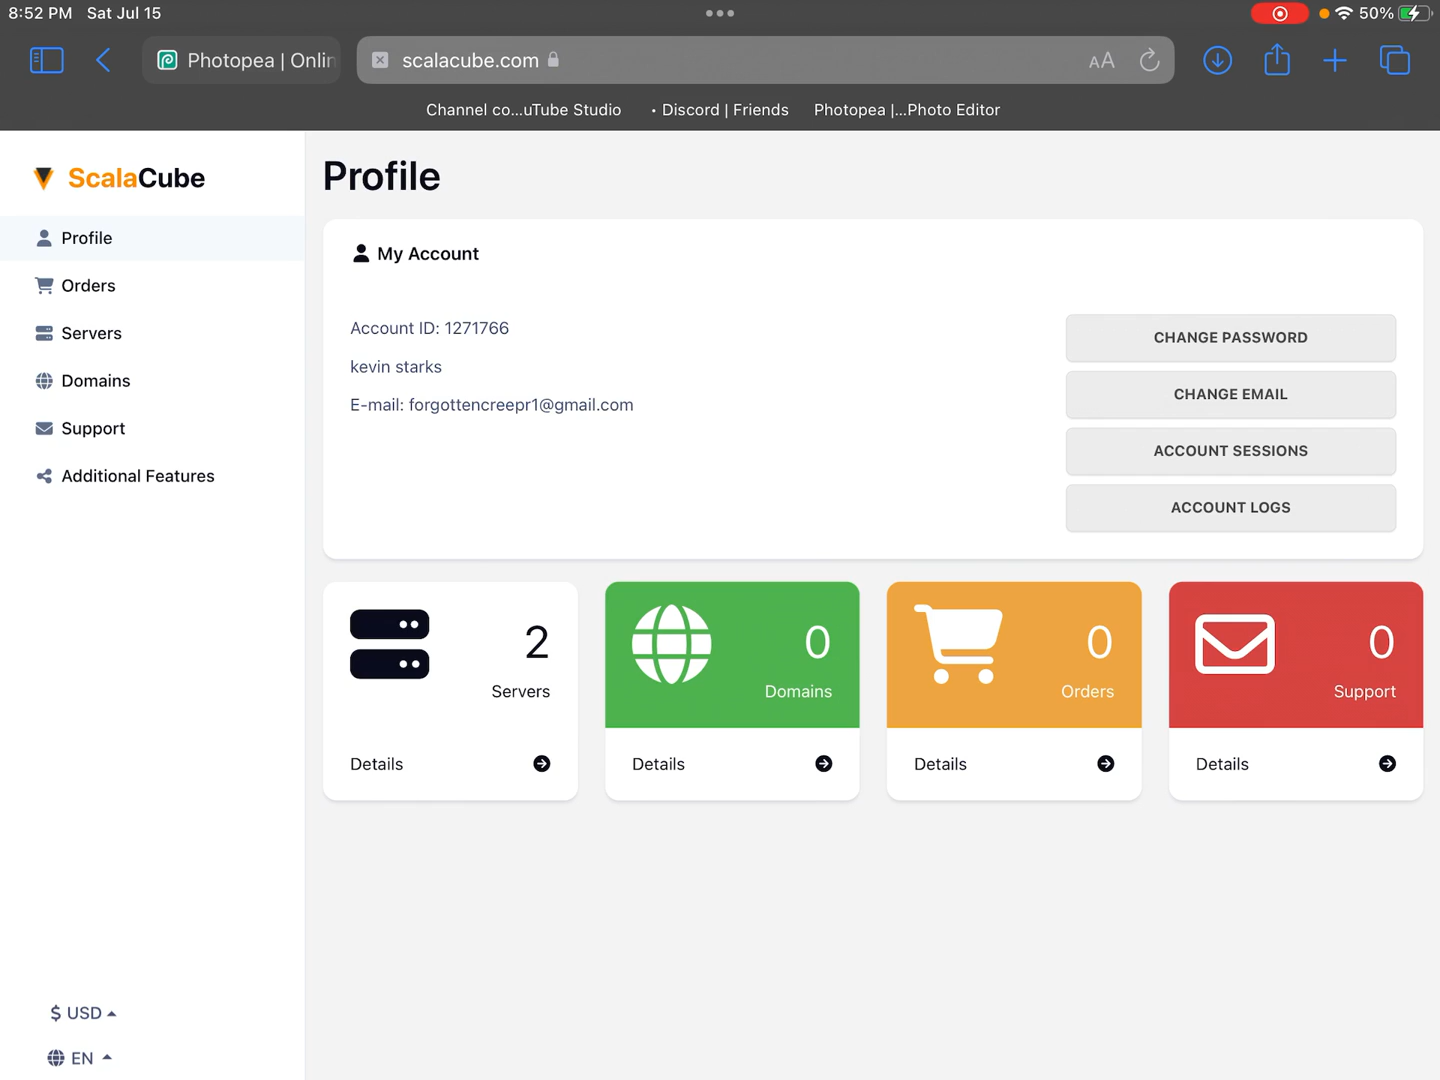 8:52 PM Sat Jul 15
50%
Photopea | Onlin
scalacube.com
AA
Channel co...uTube Studio
• Discord | Friends
Photopea |...Photo Editor
ScalaCube
Profile
Orders
Servers
Domains
Support
Additional Features
$ USD
EN
Profile
My Account
Account ID: 1271766
kevin starks
E-mail: forgottencreepr1@gmail.com
CHANGE PASSWORD
CHANGE EMAIL
ACCOUNT SESSIONS
ACCOUNT LOGS
2
Servers
Details
0
Domains
Details
0
Orders
Details
0
Support
Details